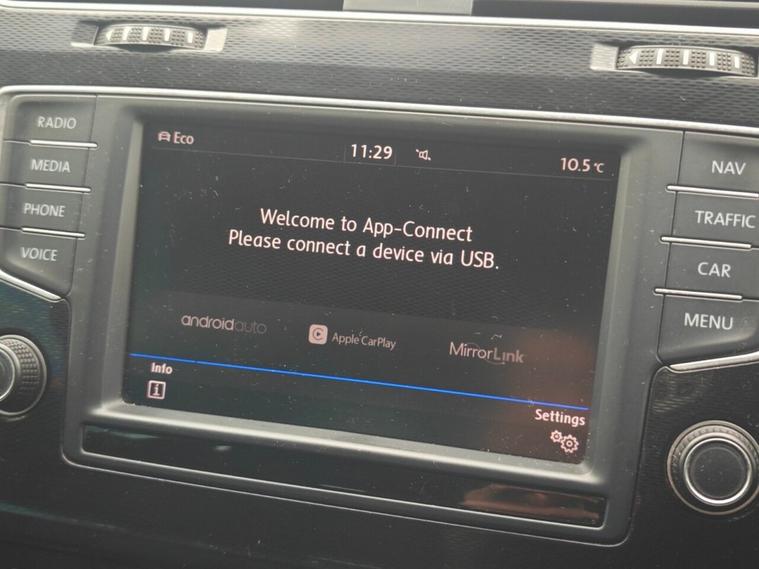 RADIO
MEDIA
PHONE
VOICE
Eco
11:29
10.5 °C
Welcome to App-Connect
Please connect a device via USB.
androidauto
Apple CarPlay
MirrorLink
Info
i
Settings
NAV
TRAFFIC
CAR
MENU